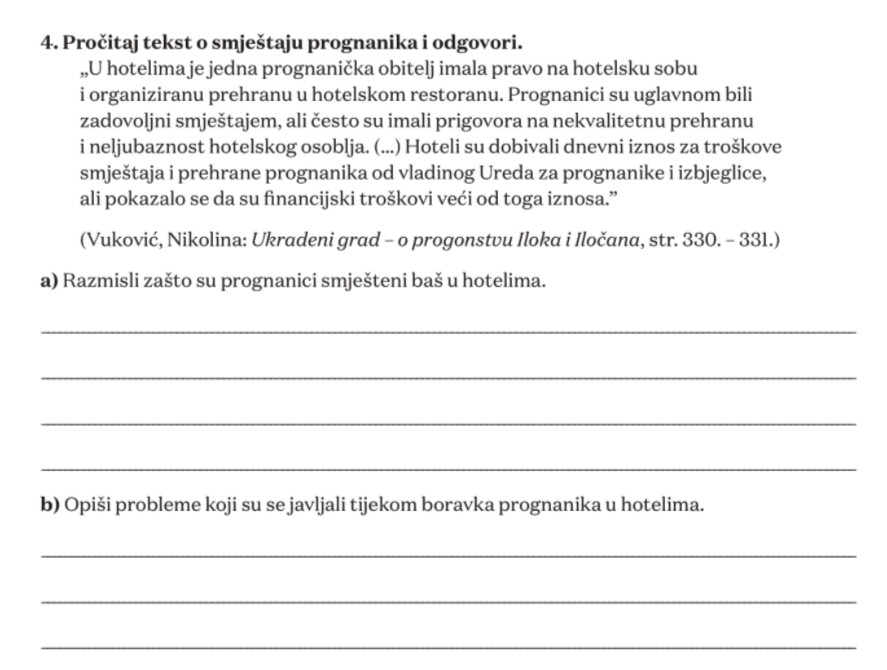 4. Pročitaj tekst o smještaju prognanika i odgovori.
„U hotelima je jedna prognanička obitelj imala pravo na hotelsku sobu
i organiziranu prehranu u hotelskom restoranu. Prognanici su uglavnom bili
zadovoljni smještajem, ali često su imali prigovora na nekvalitetnu prehranu
i neljubaznost hotelskog osoblja. (...) Hoteli su dobivali dnevni iznos za troškove
smještaja i prehrane prognanika od vladinog Ureda za prognanike i izbjeglice,
ali pokazalo se da su financijski troškovi veći od toga iznosa.”
(Vuković, Nikolina: Ukradeni grad – o progonstvu Iloka i Iločana, str. 330. – 331.)
a) Razmisli zašto su prognanici smješteni baš u hotelima.
b) Opiši probleme koji su se javljali tijekom boravka prognanika u hotelima.